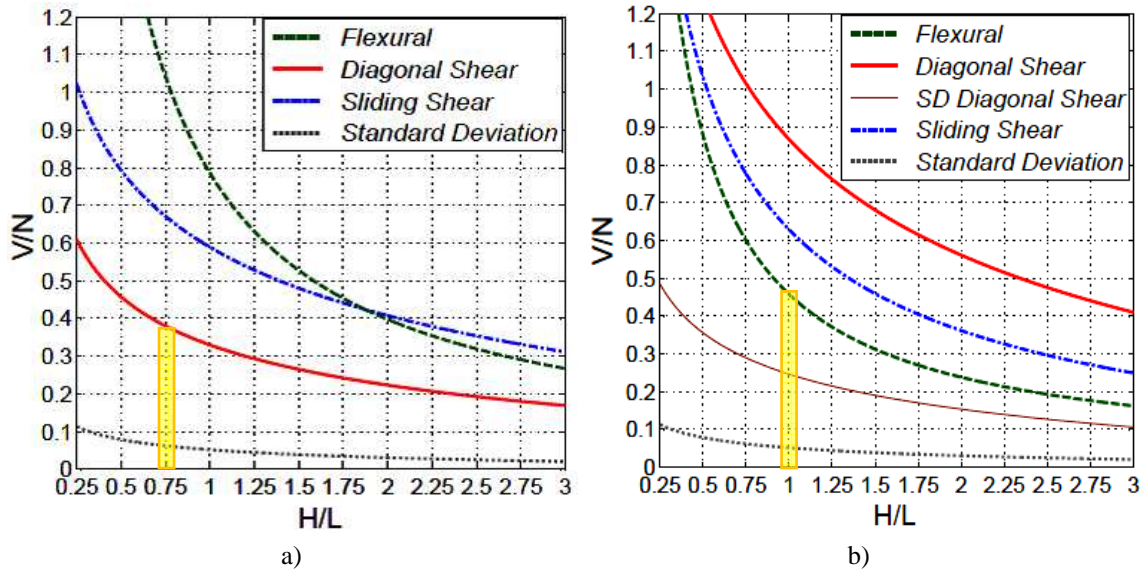 1.2
1.1
1
0.9
0.8
0.7
0.6
0.5
0.4
0.3
0.2
0.1
0
V/N
Flexural
Diagonal Shear
Sliding Shear
Standard Deviation
0.25 0.5 0.75 1 1.25 1.5 1.75 2 2.25 2.5 2.75 3
H/L
a)
1.2
1.1
1
0.9
0.8
0.7
0.6
0.5
0.4
0.3
0.2
0.1
0
V/N
Flexural
Diagonal Shear
SD Diagonal Shear
Sliding Shear
Standard Deviation
0.25 0.5 0.75 1 1.25 1.5 1.75 2 2.25 2.5 2.75 3
H/L
b)